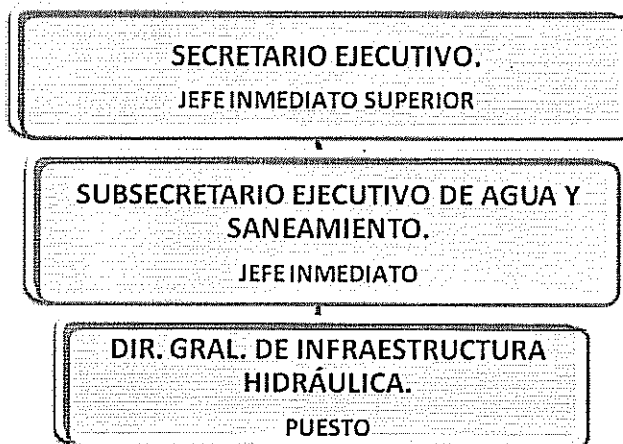 SECRETARIO EJECUTIVO.
JEFE INMEDIATO SUPERIOR
SUBSECRETARIO EJECUTIVO DE AGUA Y
SANEAMIENTO.
JEFE INMEDIATO
DIR. GRAL. DE INFRAESTRUCTURA
HIDRÁULICA.
PUESTO